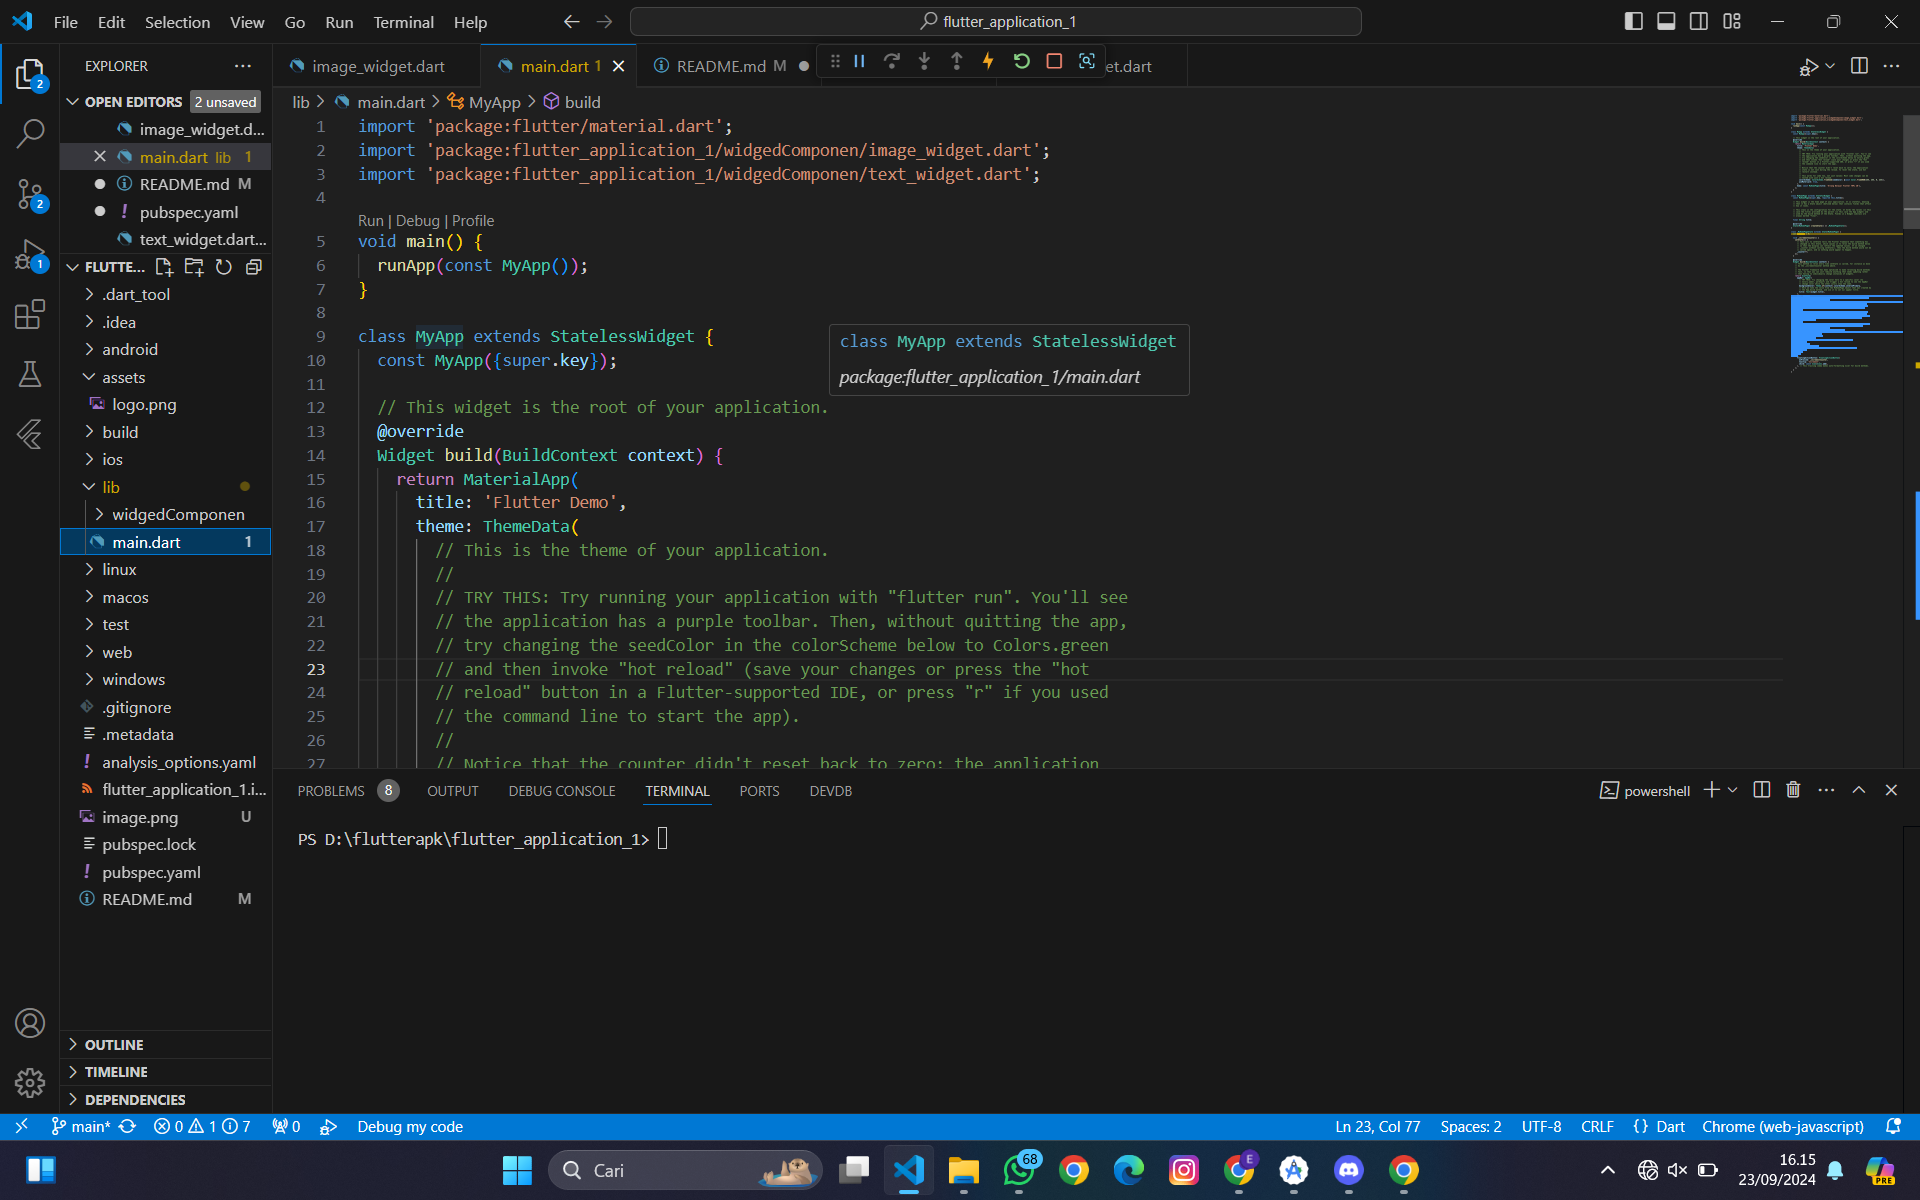 File Edit Selection View Go Run Terminal Help
flutter_application_1
EXPLORER
OPEN EDITORS 2 unsaved
image_widget.d...
main.dart lib 1
README.md M
pubspec.yaml
text_widget.dart...
FLUTTE...
.dart_tool
.idea
android
assets
logo.png
build
ios
lib
widgedComponen
main.dart 1
linux
macos
test
web
windows
.gitignore
.metadata
analysis_options.yaml
flutter_application_1.i...
image.png U
pubspec.lock
pubspec.yaml
README.md M
OUTLINE
TIMELINE
DEPENDENCIES
2
2
1
image_widget.dart main.dart 1 README.md M et.dart
lib > main.dart > MyApp > build
1 import 'package:flutter/material.dart';
2 import 'package:flutter_application_1/widgedComponen/image_widget.dart';
3 import 'package:flutter_application_1/widgedComponen/text_widget.dart';
4
Run | Debug | Profile
5 void main() {
6 runApp(const MyApp());
7 }
8
9 class MyApp extends StatelessWidget {
10 const MyApp({super.key});
11
12 // This widget is the root of your application.
13 @override
14 Widget build(BuildContext context) {
15 return MaterialApp(
16 title: 'Flutter Demo',
17 theme: ThemeData(
18 // This is the theme of your application.
19 //
20 // TRY THIS: Try running your application with "flutter run". You'll see
21 // the application has a purple toolbar. Then, without quitting the app,
22 // try changing the seedColor in the colorScheme below to Colors.green
23 // and then invoke "hot reload" (save your changes or press the "hot
24 // reload" button in a Flutter-supported IDE, or press "r" if you used
25 // the command line to start the app).
26 //
27 // Notice that the counter didn't reset back to zero; the application
class MyApp extends StatelessWidget
package:flutter_application_1/main.dart
PROBLEMS 8 OUTPUT DEBUG CONSOLE TERMINAL PORTS DEVDB
powershell
PS D:\flutterapk\flutter_application_1>
main* 0 1 7 0 Debug my code
Ln 23, Col 77 Spaces: 2 UTF-8 CRLF {} Dart Chrome (web-javascript)
Cari
68
E
16.15
23/09/2024
PRE